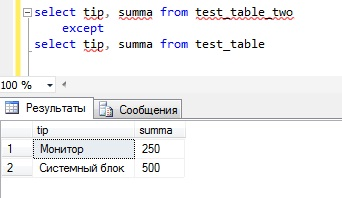 select tip, summa from test_table_two
except
select tip, summa from test_table
100 %
Результаты Сообщения
tip summa
1 Монитор 250
2 Системный блок 500